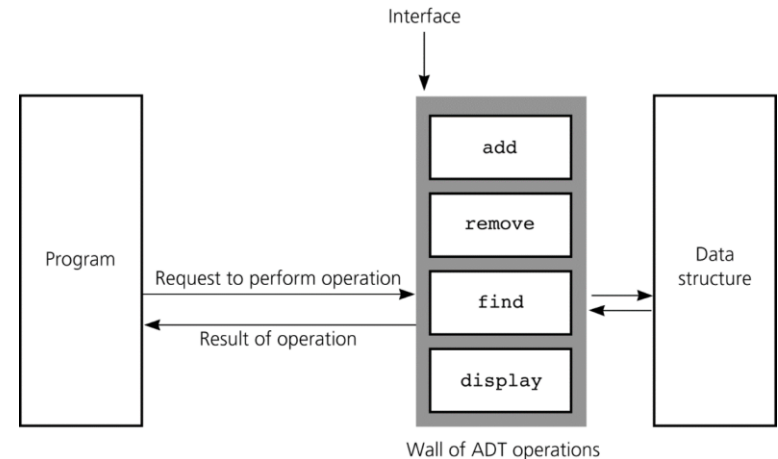 Interface
add
remove
Program
Request to perform operation
find
Result of operation
display
Data
structure
Wall of ADT operations